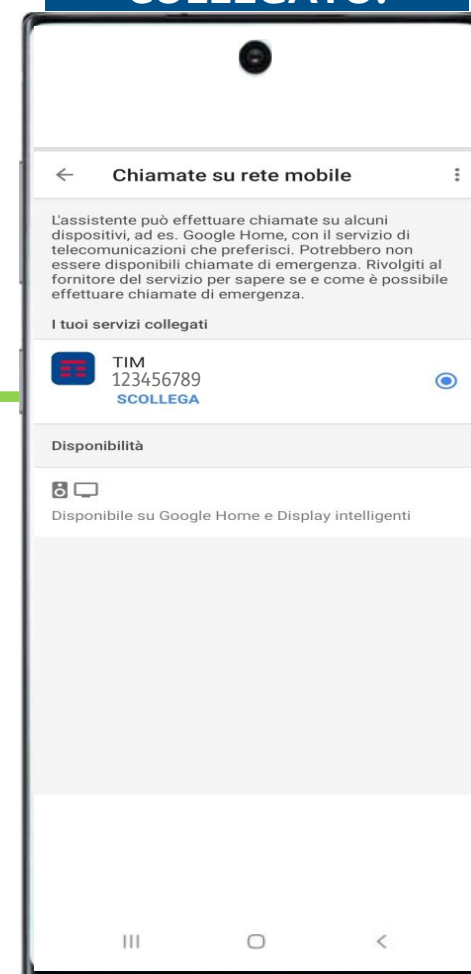 COLLEGATO.
Chiamate su rete mobile
L'assistente può effettuare chiamate su alcuni
dispositivi, ad es. Google Home, con il servizio di
telecomunicazioni che preferisci. Potrebbero non
essere disponibili chiamate di emergenza. Rivolgiti al
fornitore del servizio per sapere se e come è possibile
effettuare chiamate di emergenza.
I tuoi servizi collegati
TIM
123456789
SCOLLEGA
Disponibilità
Disponibile su Google Home e Display intelligenti